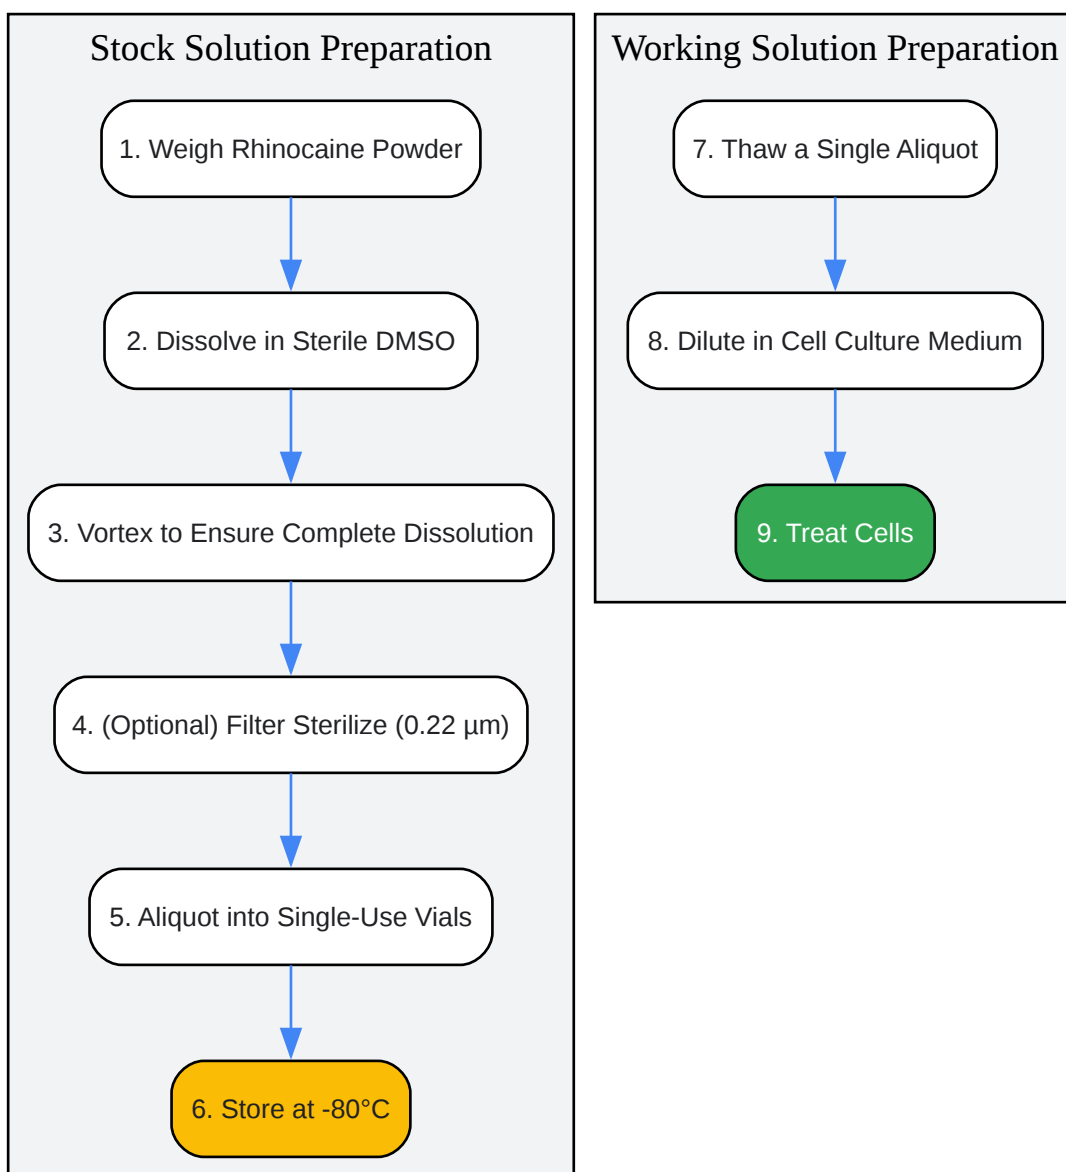 Stock Solution Preparation
1. Weigh Rhinocaine Powder
2. Dissolve in Sterile DMSO
3. Vortex to Ensure Complete Dissolution
4. (Optional) Filter Sterilize (0.22 µm)
5. Aliquot into Single-Use Vials
6. Store at -80°C
Working Solution Preparation
7. Thaw a Single Aliquot
8. Dilute in Cell Culture Medium
9. Treat Cells